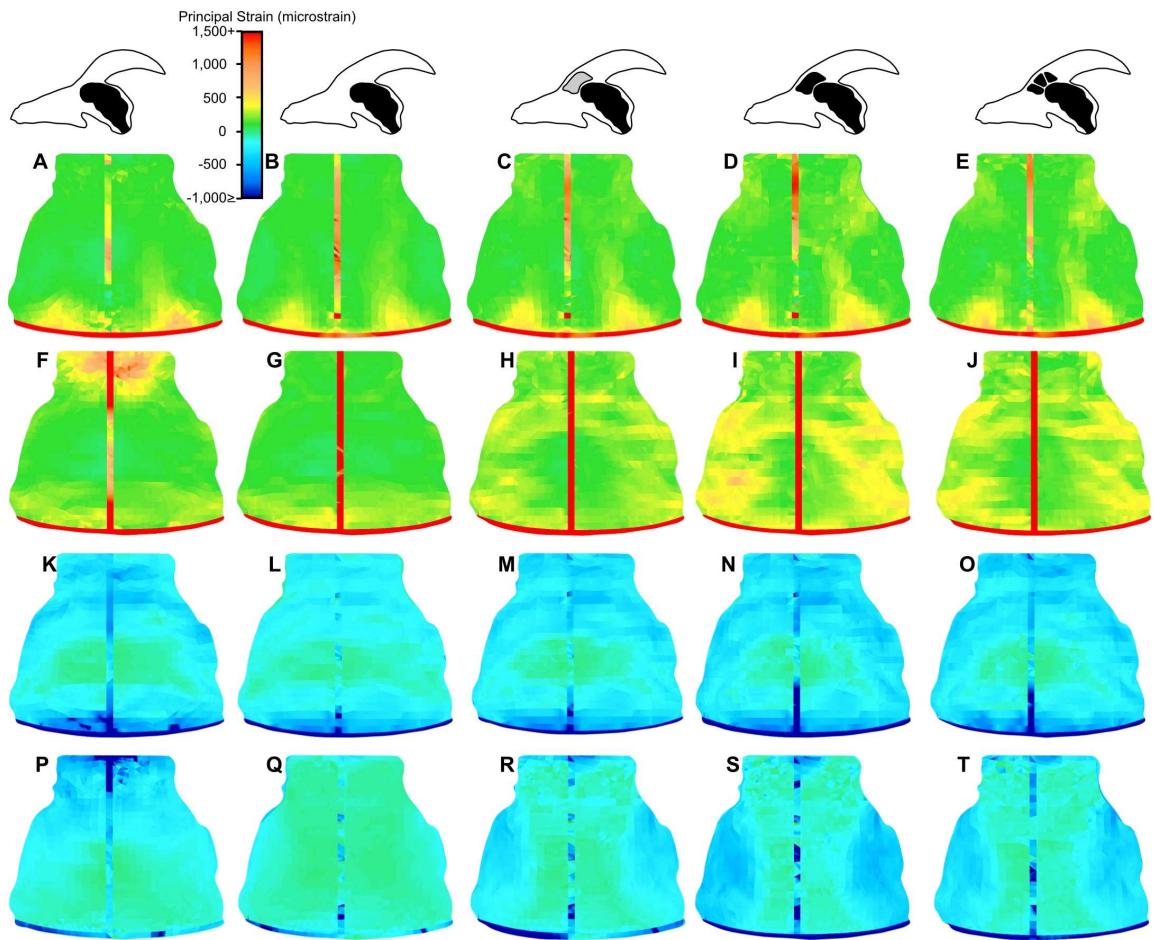 Principal Strain (microstrain)
1,500+
1,000
500
0
-500
-1,000≥
A B C D E
F G H I J
K L M N O
P Q R S T